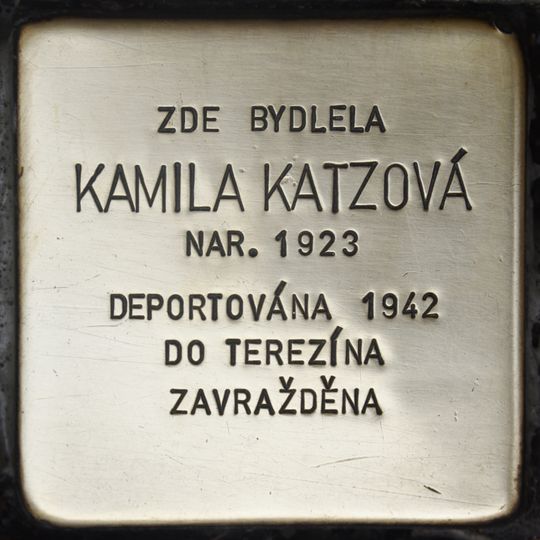 ZDE BYDLELA
KAMILA KATZOVÁ
NAR. 1923
DEPORTOVÁNA 1942
DO TEREZÍNA
ZAVRAŽDĚNA